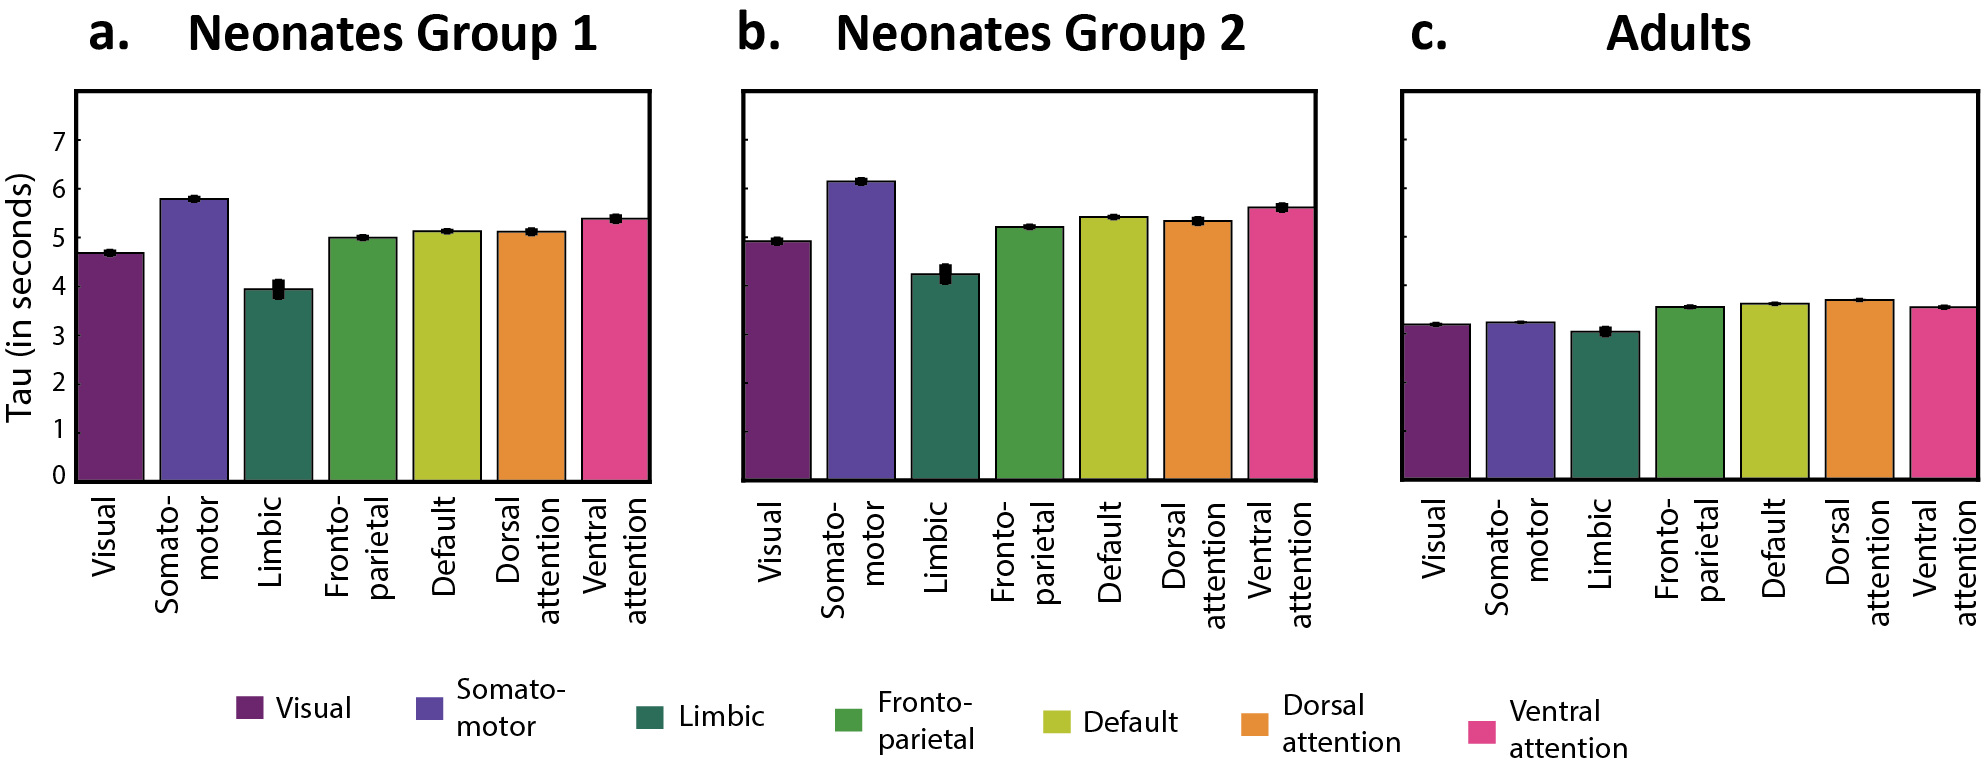 a. Neonates Group 1
b. Neonates Group 2
c. Adults
Tau (in seconds)
7
6
5
4
3
2
1
0
Visual
Somato-
motor
Limbic
Fronto-
parietal
Default
Dorsal
attention
Ventral
attention
Visual
Somato-
motor
Limbic
Fronto-
parietal
Default
Dorsal
attention
Ventral
attention
Visual
Somato-
motor
Limbic
Fronto-
parietal
Default
Dorsal
attention
Ventral
attention
Visual
Somato-
motor
Limbic
Fronto-
parietal
Default
Dorsal
attention
Ventral
attention